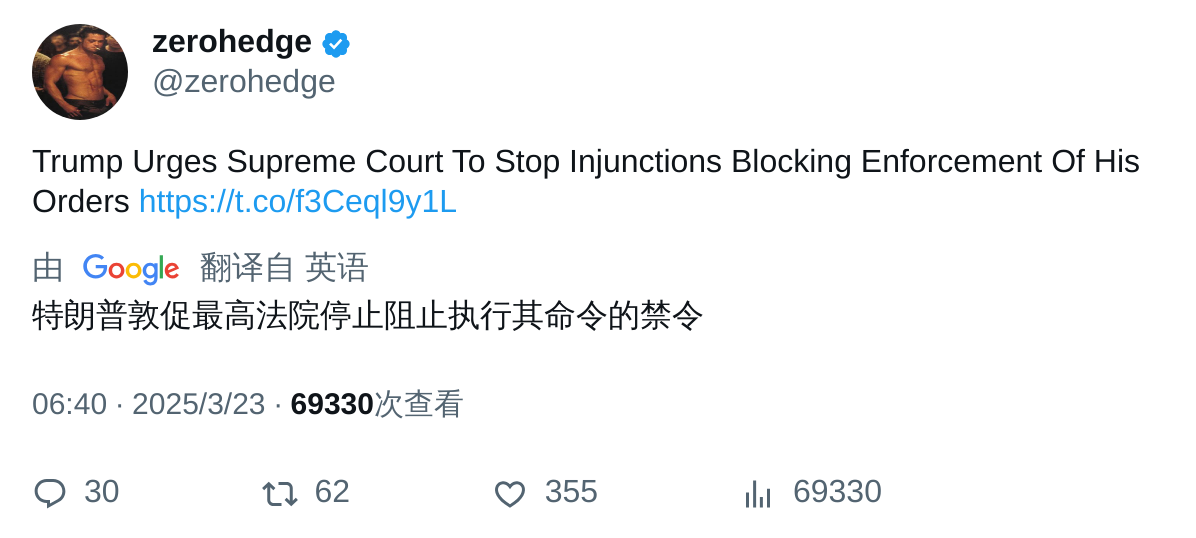 zerohedge
@zerohedge
Trump Urges Supreme Court To Stop Injunctions Blocking Enforcement Of His
Orders https://t.co/f3Ceql9y1L
由 Google 翻译自 英语
特朗普敦促最高法院停止阻止执行其命令的禁令
06:40 · 2025/3/23 · 69330次查看
30 62 355 69330